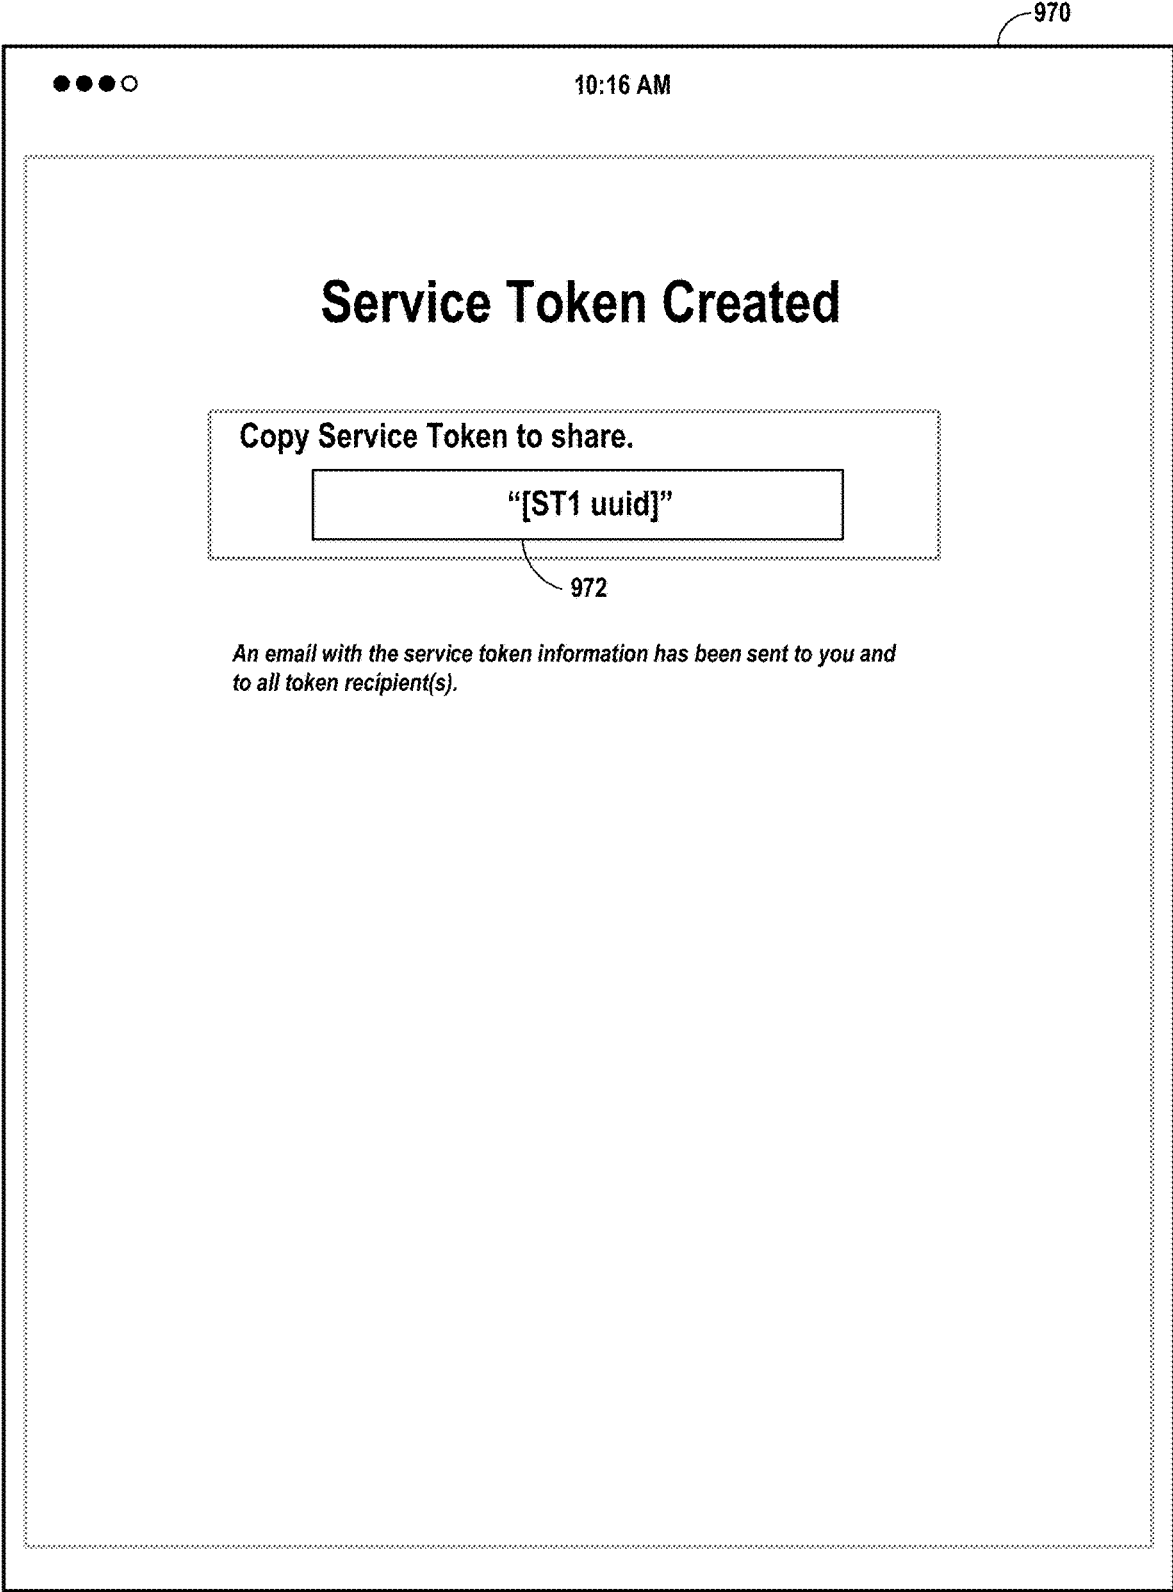 970
10:16 AM
Service Token Created
Copy Service Token to share.
“[ST1 uuid]”
972
An email with the service token information has been sent to you and
to all token recipient(s).